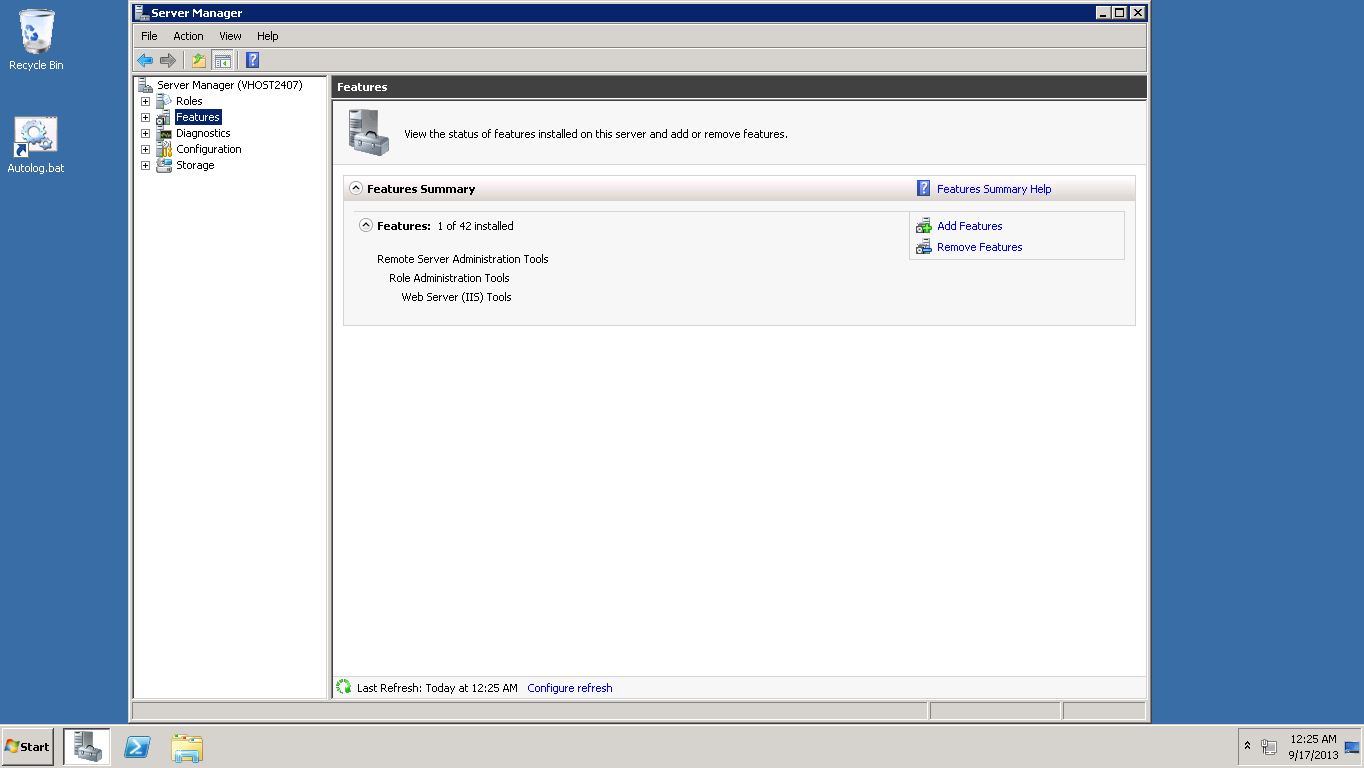 Recycle Bin
Autolog.bat
Server Manager
File Action View Help
Server Manager (VHOST2407)
Roles
Features
Diagnostics
Configuration
Storage
Features
View the status of features installed on this server and add or remove features.
Features Summary
Features Summary Help
Features: 1 of 42 installed
Add Features
Remove Features
Remote Server Administration Tools
Role Administration Tools
Web Server (IIS) Tools
Last Refresh: Today at 12:25 AM Configure refresh
Start
12:25 AM
9/17/2013